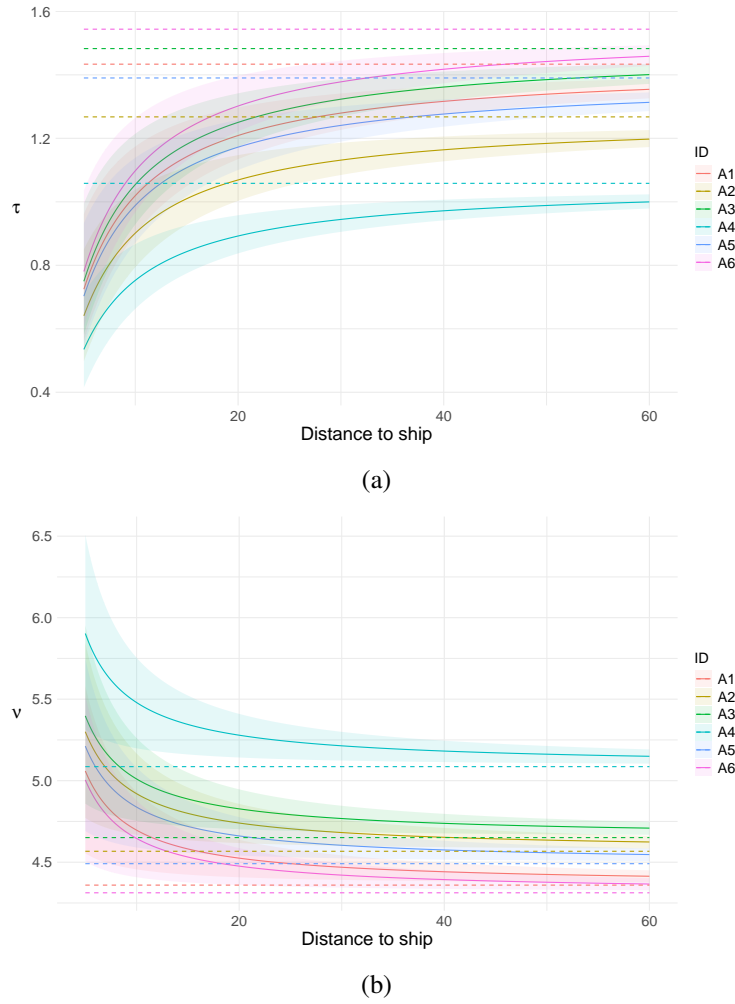 1.6
1.2
0.8
0.4
τ
20
40
60
Distance to ship
ID
A1
A2
A3
A4
A5
A6
(a)
6.5
6.0
5.5
5.0
4.5
ν
20
40
60
Distance to ship
ID
A1
A2
A3
A4
A5
A6
(b)